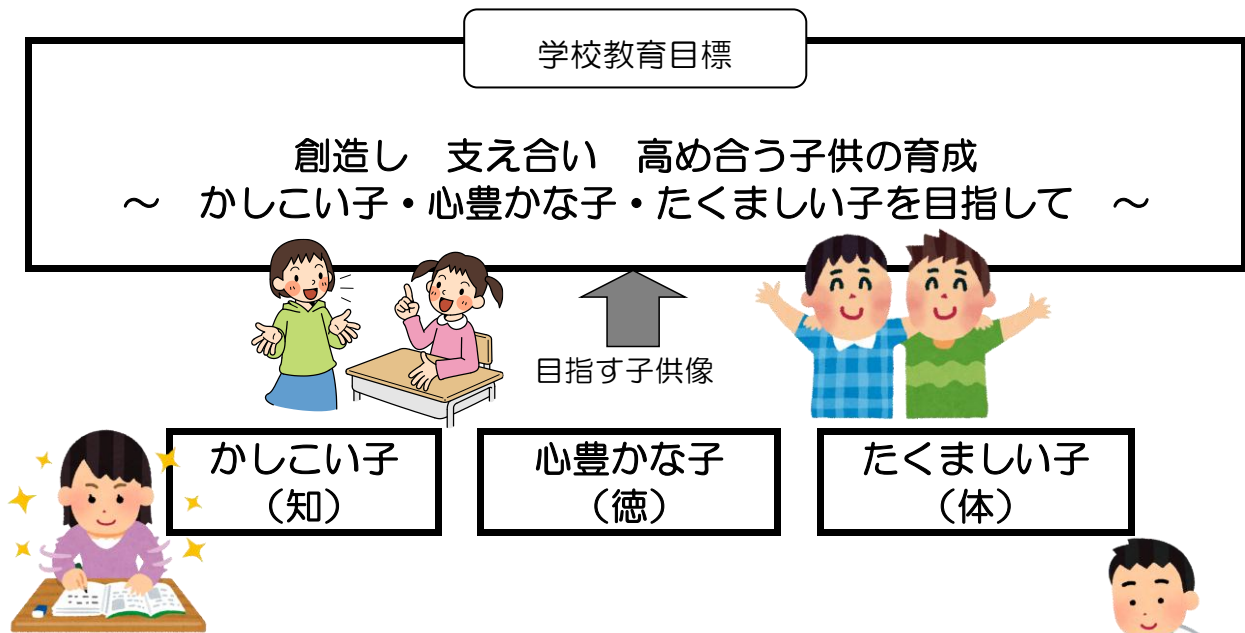 学校教育目標
創造し　支え合い　高め合う子供の育成
～　かしこい子・心豊かな子・たくましい子を目指して　～
目指す子供像
かしこい子
（知）
心豊かな子
（徳）
たくましい子
（体）